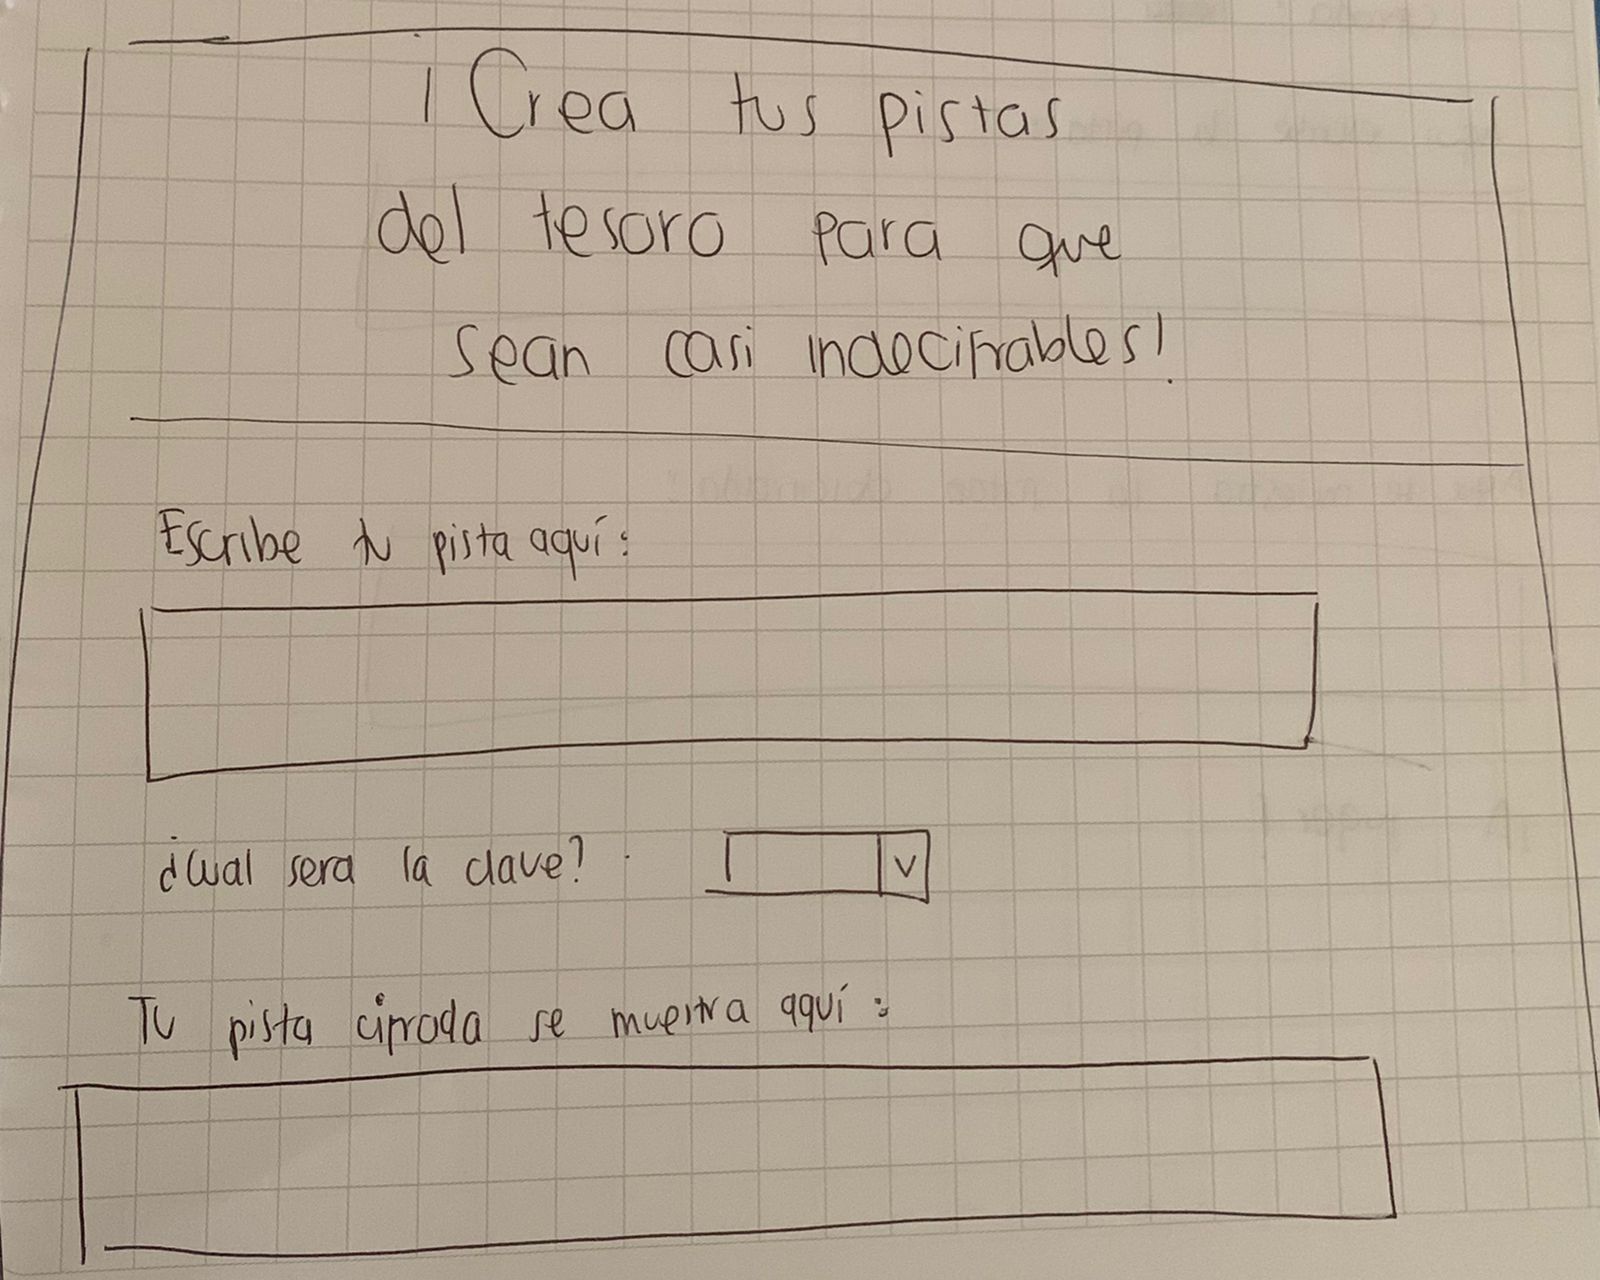 ¡Crea tus pistas
del tesoro para que
sean casi indecifrables!
Escribe tu pista aquí:
¿Cual sera la clave?
Tu pista cifrada se muestra aquí: